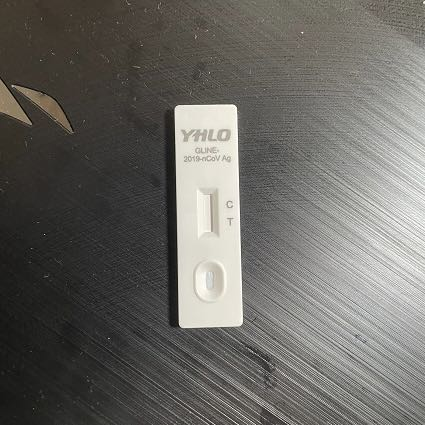 YHLO
GLINE-
2019-nCoV Ag
C
T